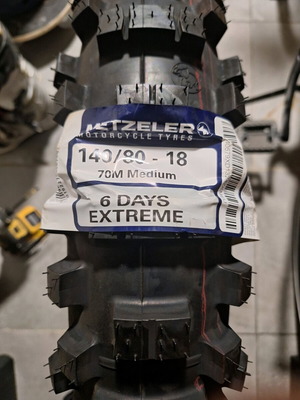 METZELER
MOTORCYCLE TYRES
140/80 - 18
70M Medium
6 DAYS
EXTREME